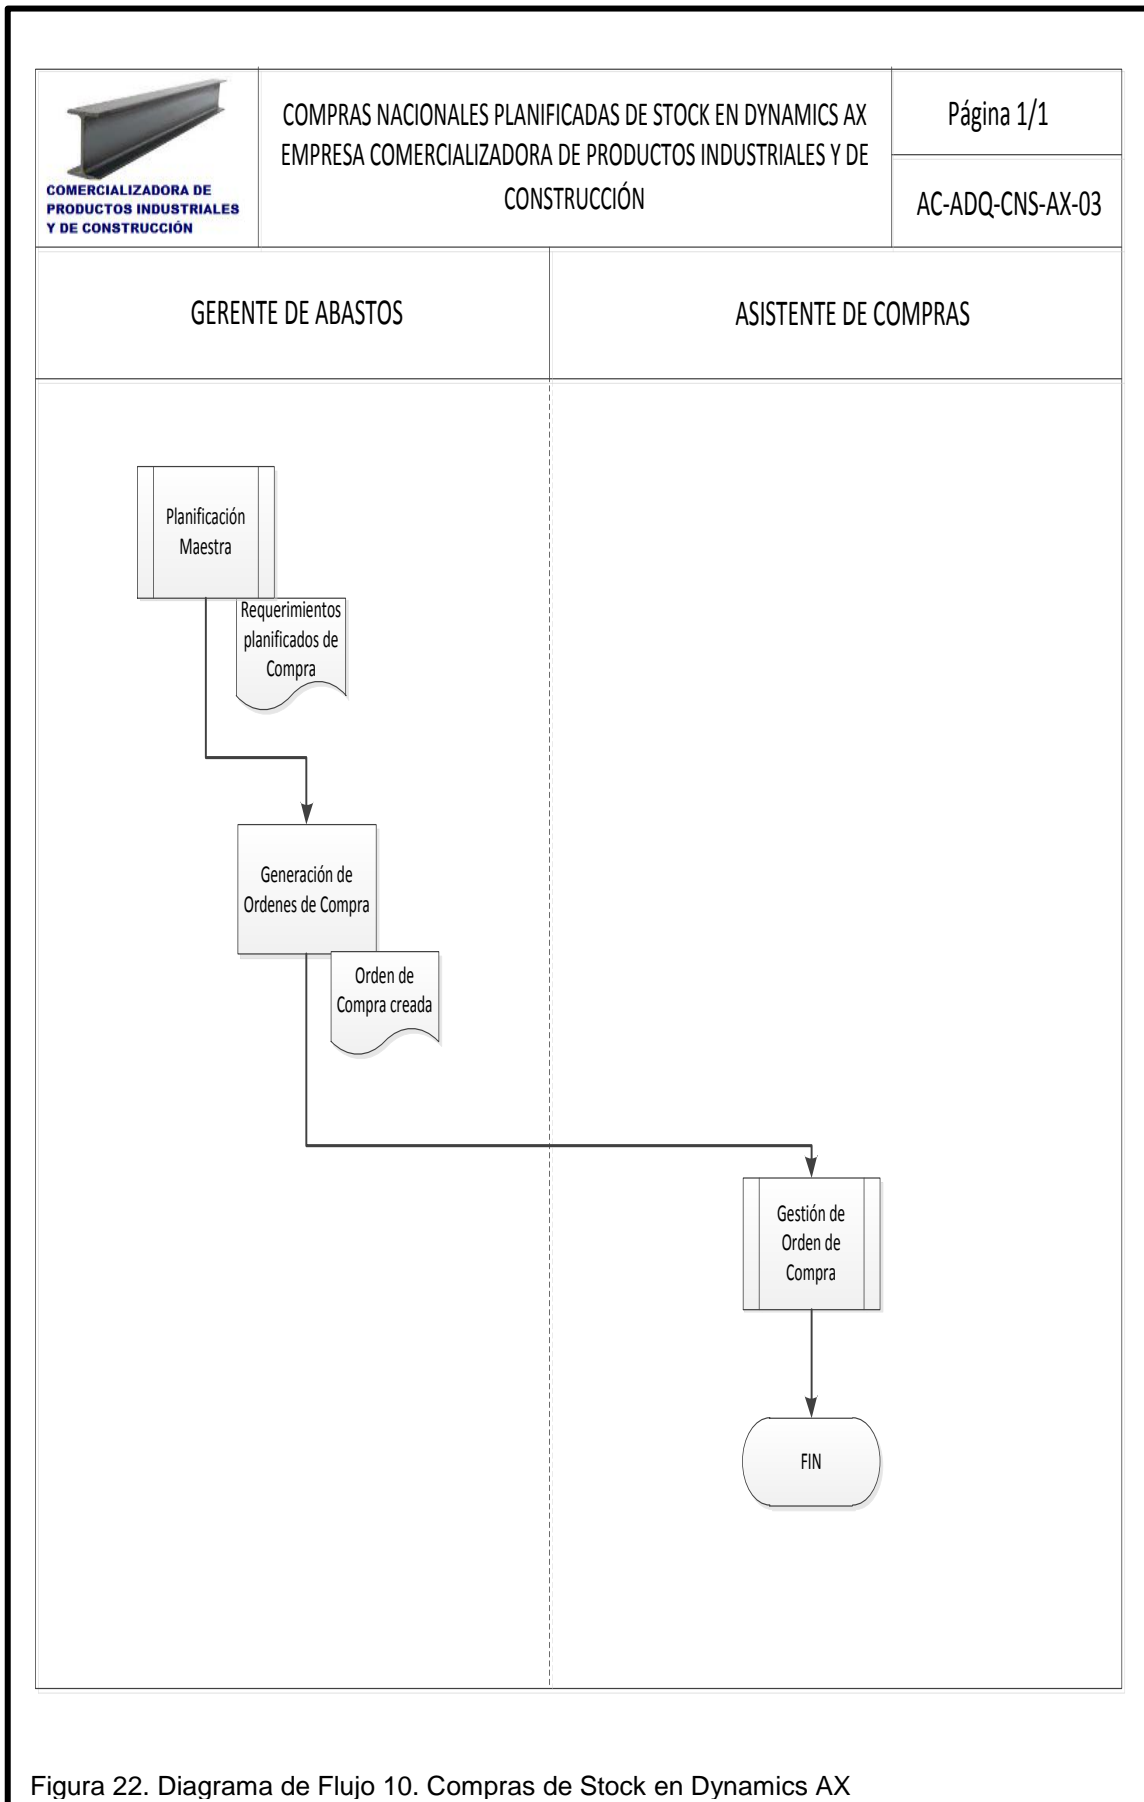 COMERCIALIZADORA DE
PRODUCTOS INDUSTRIALES
Y DE CONSTRUCCIÓN
COMPRAS NACIONALES PLANIFICADAS DE STOCK EN DYNAMICS AX
EMPRESA COMERCIALIZADORA DE PRODUCTOS INDUSTRIALES Y DE
CONSTRUCCIÓN
Página 1/1
AC-ADQ-CNS-AX-03
GERENTE DE ABASTOS
ASISTENTE DE COMPRAS
Planificación
Maestra
Requerimientos
planificados de
Compra
Generación de
Ordenes de Compra
Orden de
Compra creada
Gestión de
Orden de
Compra
FIN
Figura 22. Diagrama de Flujo 10. Compras de Stock en Dynamics AX